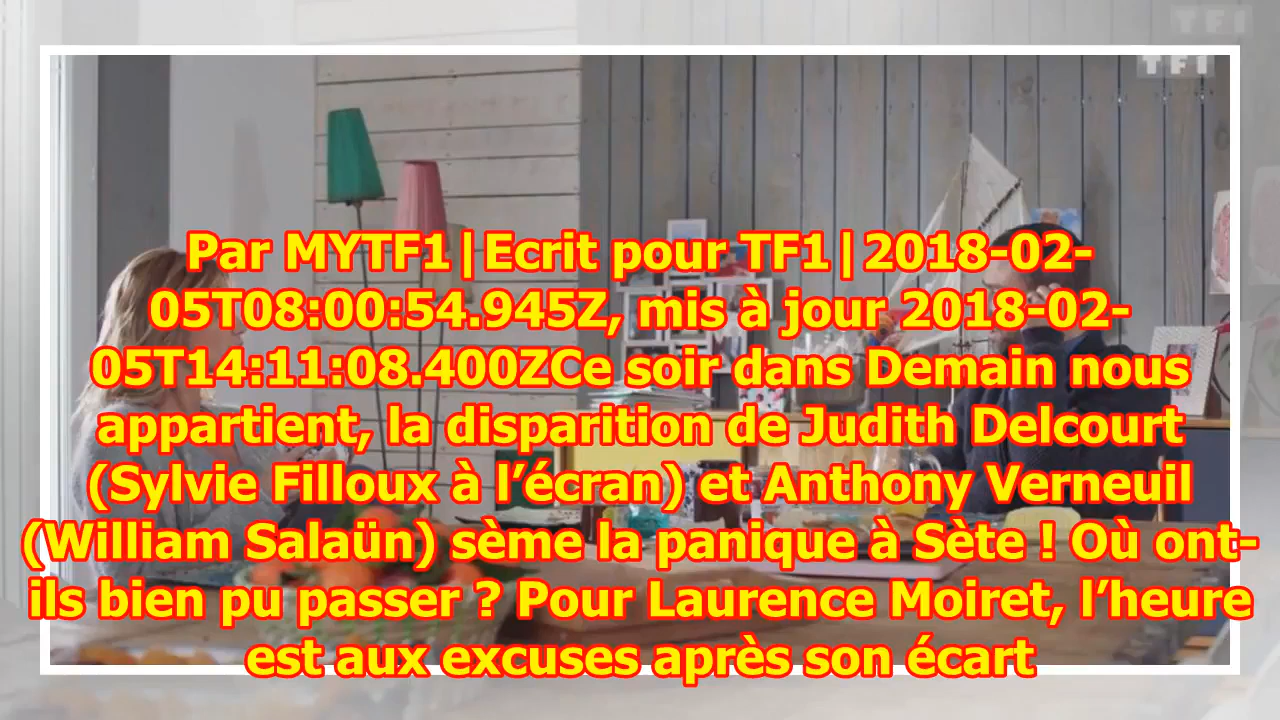 TF1
TF1
Par MYTF1|Ecrit pour TF1|2018-02-
05T08:00:54.945Z, mis à jour 2018-02-
05T14:11:08.400ZCe soir dans Demain nous
appartient, la disparition de Judith Delcourt
(Sylvie Filloux à l’écran) et Anthony Verneuil
(William Salaün) sème la panique à Sète ! Où ont-
ils bien pu passer ? Pour Laurence Moiret, l’heure
est aux excuses après son écart